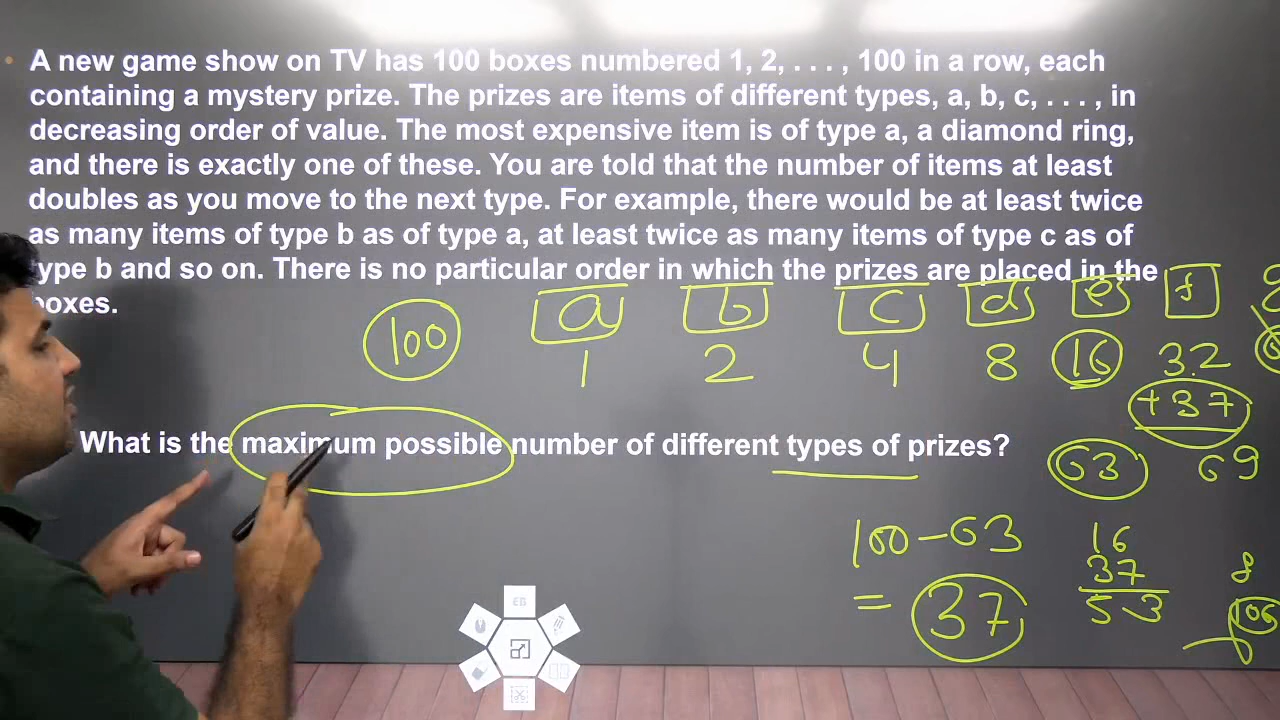 • A new game show on TV has 100 boxes numbered 1, 2, . . . , 100 in a row, each
containing a mystery prize. The prizes are items of different types, a, b, c, . . . , in
decreasing order of value. The most expensive item is of type a, a diamond ring,
and there is exactly one of these. You are told that the number of items at least
doubles as you move to the next type. For example, there would be at least twice
as many items of type b as of type a, at least twice as many items of type c as of
type b and so on. There is no particular order in which the prizes are placed in the
boxes.
100 a b c d e f
1 2 4 8 16 32
+37
What is the maximum possible number of different types of prizes?
63 69
100-63
= 37
16
37
53
8
106